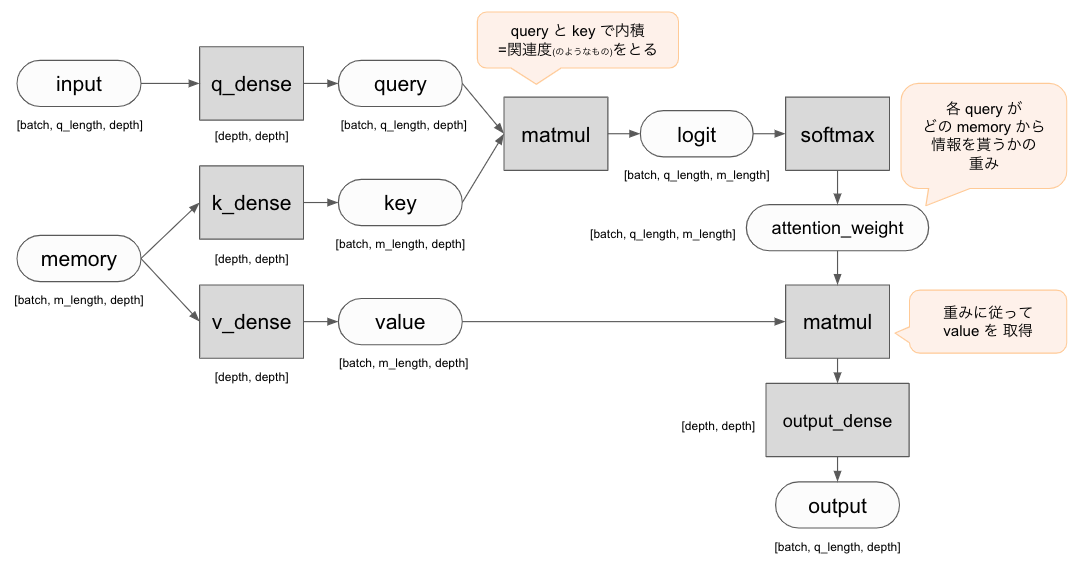 query と key で内積
=関連度(のようなもの)をとる
input
q_dense
query
[batch, q_length, depth]
[depth, depth]
[batch, q_length, depth]
matmul
logit
softmax
[batch, q_length, m_length]
各 query が
どの memory から
情報を貰うかの
重み
k_dense
key
[depth, depth]
[batch, m_length, depth]
[batch, q_length, m_length]
attention_weight
memory
[batch, m_length, depth]
v_dense
value
[depth, depth]
[batch, m_length, depth]
matmul
重みに従って
value を 取得
[depth, depth]
output_dense
output
[batch, q_length, depth]